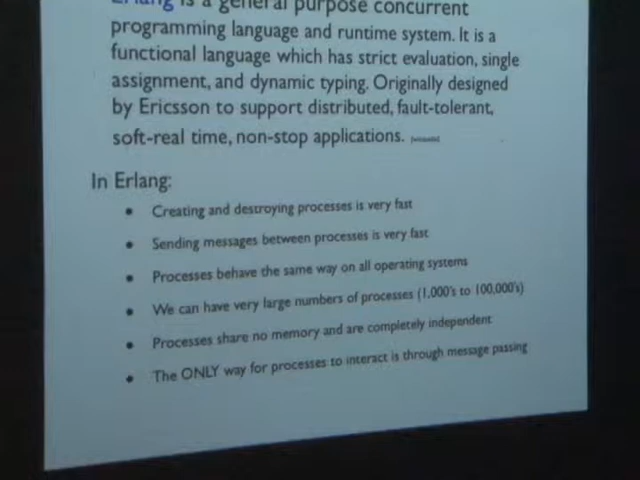 Erlang is a general purpose concurrent
programming language and runtime system. It is a
functional language which has strict evaluation, single
assignment, and dynamic typing. Originally designed
by Ericsson to support distributed, fault-tolerant,
soft-real time, non-stop applications.
In Erlang:
• Creating and destroying processes is very fast
• Sending messages between processes is very fast
• Processes behave the same way on all operating systems
• We can have very large numbers of processes (1,000's to 100,000's)
• Processes share no memory and are completely independent
• The ONLY way for processes to interact is through message passing